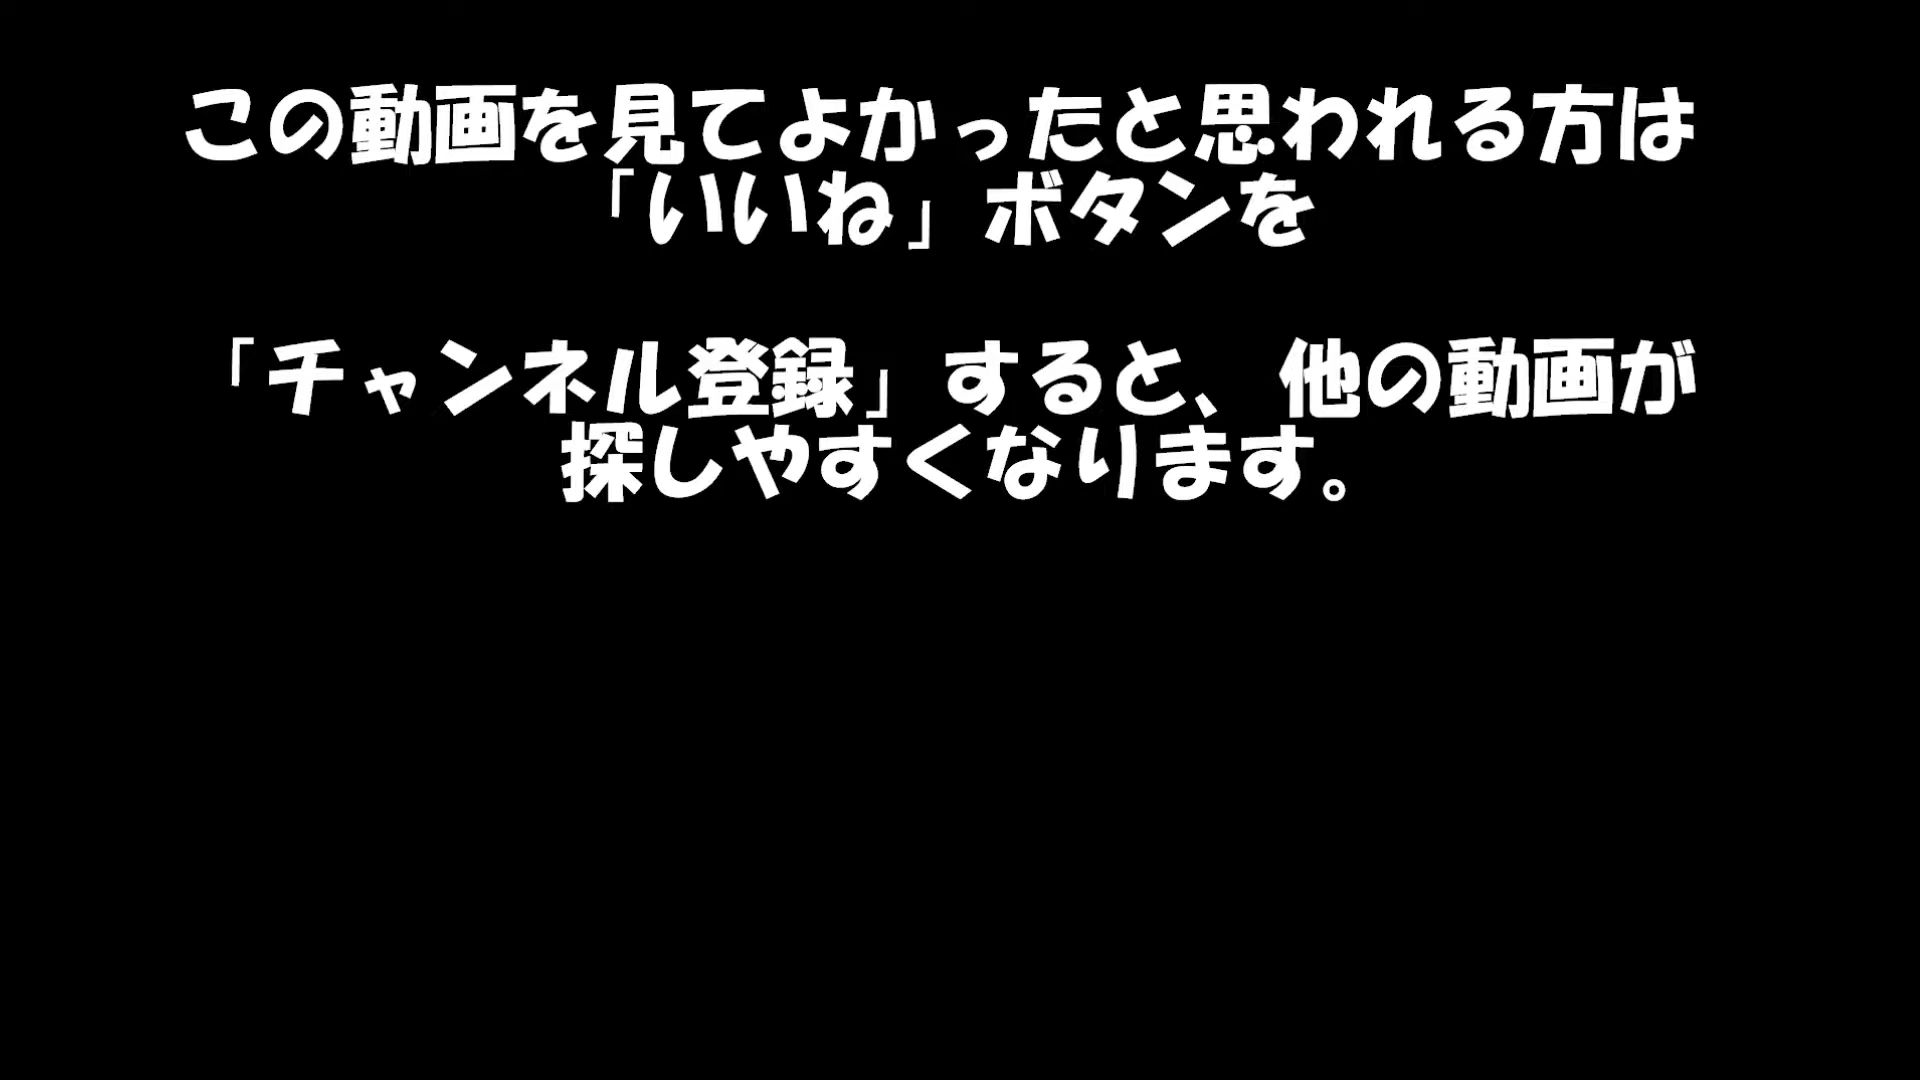 この動画を見てよかったと思われる方は
「いいね」ボタンを
「チャンネル登録」すると、他の動画が
探しやすくなります。